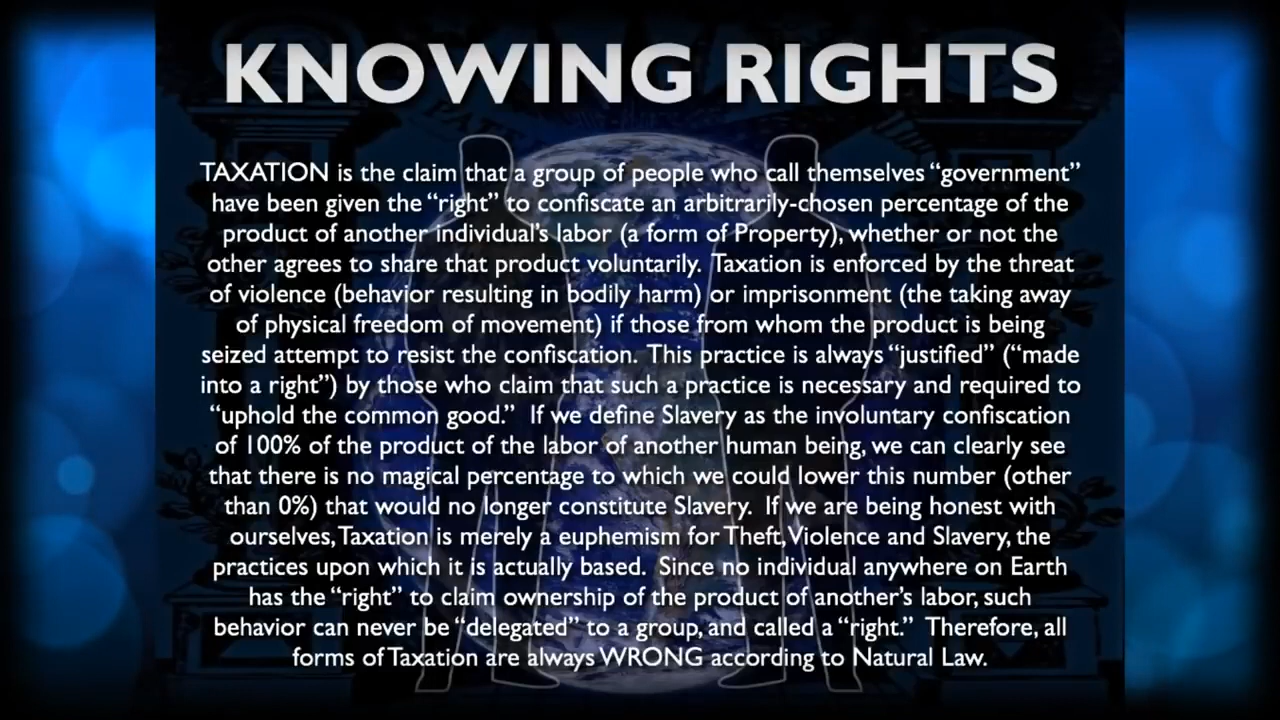 KNOWING RIGHTS
TAXATION is the claim that a group of people who call themselves “government”
have been given the “right” to confiscate an arbitrarily-chosen percentage of the
product of another individual’s labor (a form of Property), whether or not the
other agrees to share that product voluntarily. Taxation is enforced by the threat
of violence (behavior resulting in bodily harm) or imprisonment (the taking away
of physical freedom of movement) if those from whom the product is being
seized attempt to resist the confiscation. This practice is always “justified” (“made
into a right”) by those who claim that such a practice is necessary and required to
“uphold the common good.” If we define Slavery as the involuntary confiscation
of 100% of the product of the labor of another human being, we can clearly see
that there is no magical percentage to which we could lower this number (other
than 0%) that would no longer constitute Slavery. If we are being honest with
ourselves, Taxation is merely a euphemism for Theft, Violence and Slavery, the
practices upon which it is actually based. Since no individual anywhere on Earth
has the “right” to claim ownership of the product of another’s labor, such
behavior can never be “delegated” to a group, and called a “right.” Therefore, all
forms of Taxation are always WRONG according to Natural Law.